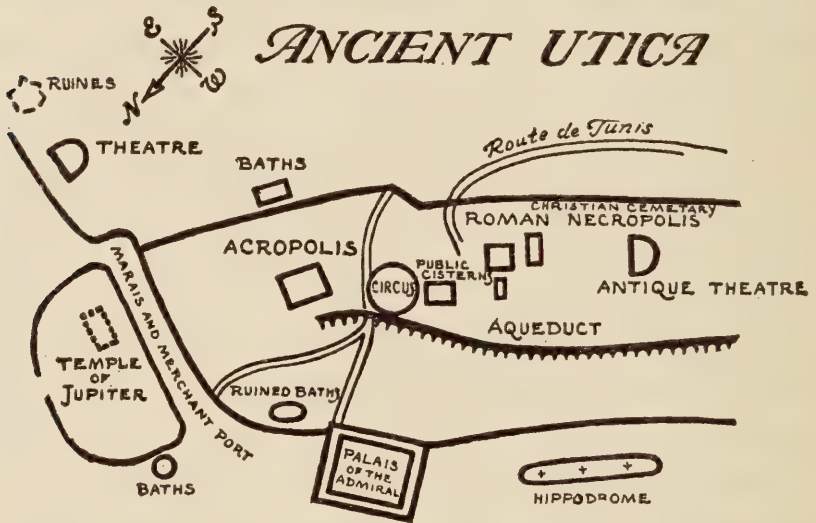 ANCIENT UTICA
E
S
N
W
RUINES
THEATRE
BATHS
Route de Tunis
CHRISTIAN CEMETARY
ROMAN NECROPOLIS
ACROPOLIS
PUBLIC
CISTERNS
CIRCUS
ANTIQUE THEATRE
AQUEDUCT
MARAIS AND MERCHANT PORT
TEMPLE
OF
JUPITER
RUINED BATHS
BATHS
PALAIS
OF THE
ADMIRAL
HIPPODROME